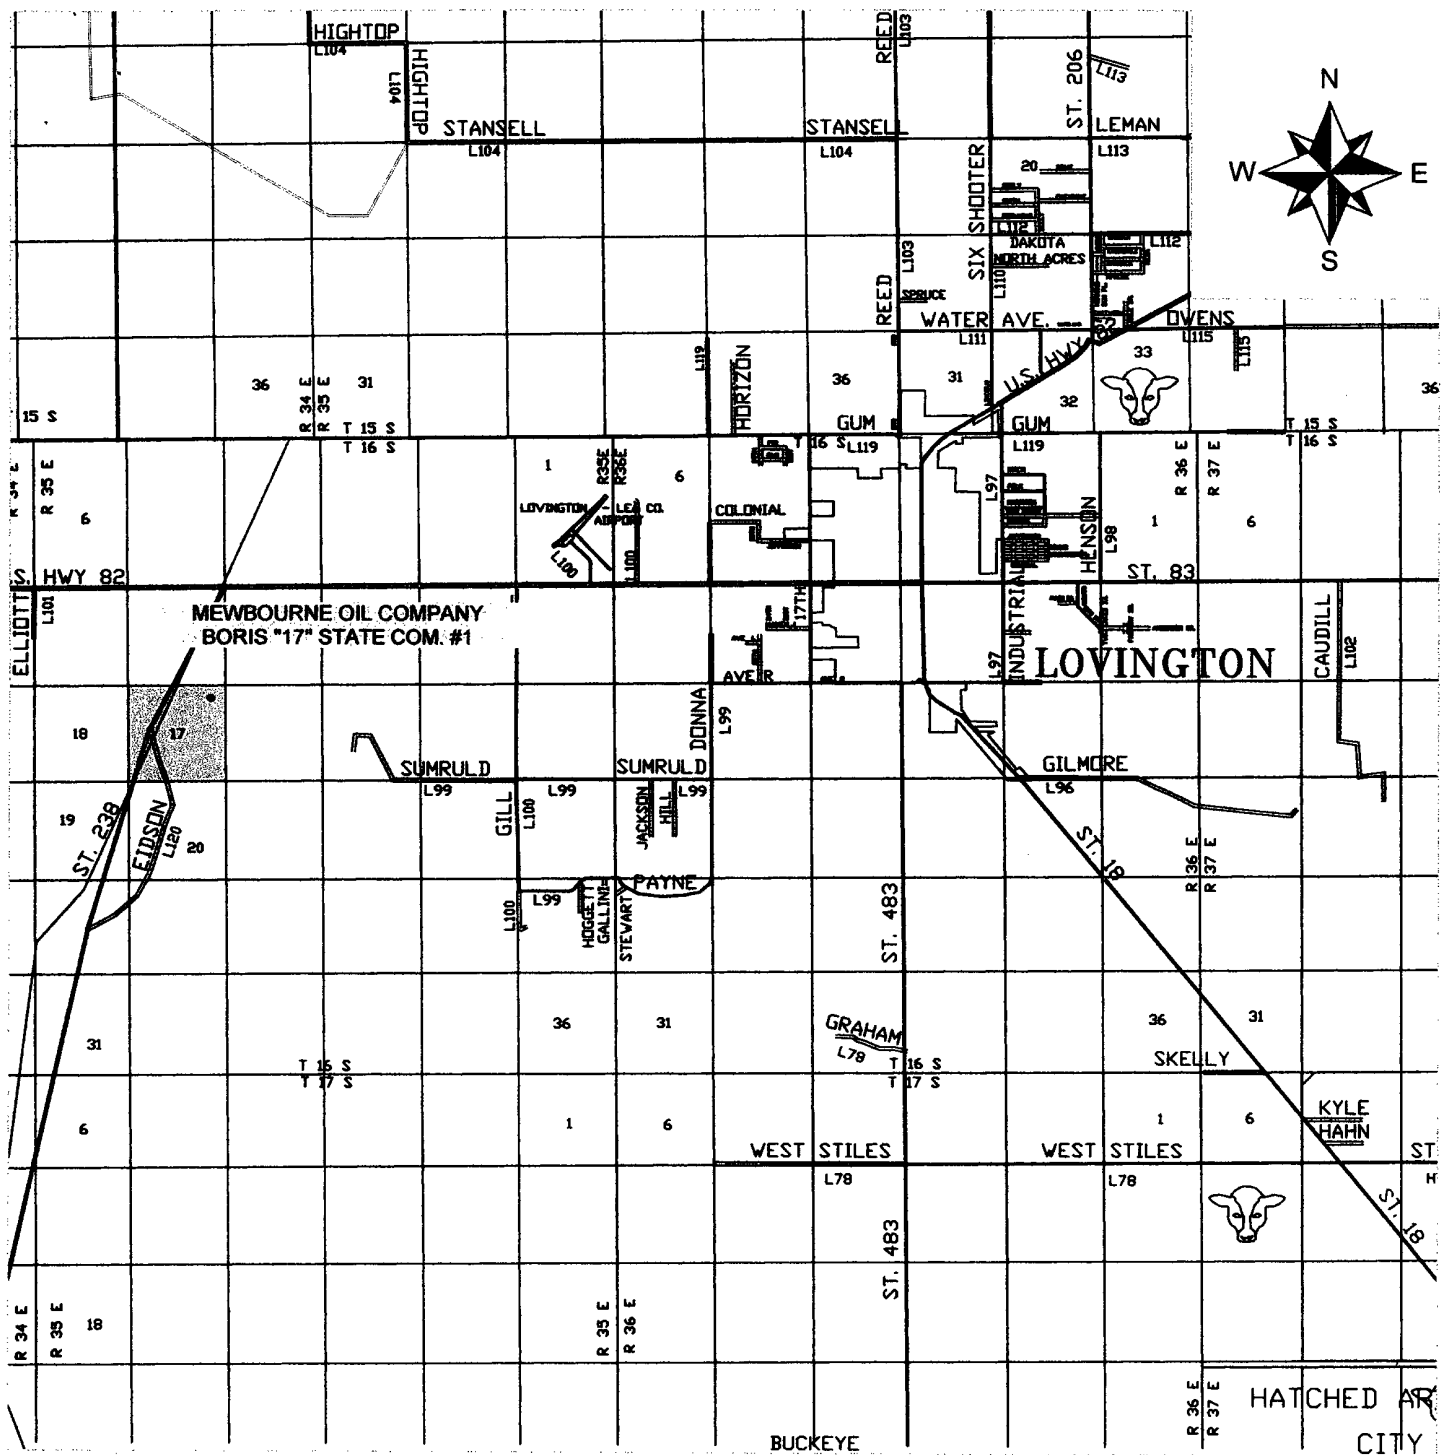 HIGHTOP
L104
HIGHTOP
L104
REED
L103
ST. 206
L113
N
W
E
S
STANSELL
L104
STANSELL
L104
LEMAN
L113
SIX SHOOTER
20
L112
DAKOTA
NORTH ACRES
L110
L112
REED
L103
SPRUCE
WATER AVE.
L111
U.S. HWY
OWENS
L115
L115
33
36
R 34 E
R 35 E
31
L119
HORIZON
36
31
32
36
15 S
T 15 S
T 16 S
GUM
L119
T 16 S
GUM
L119
T 15 S
T 16 S
R 34 E
R 35 E
6
1
R35E
R36E
6
LOVINGTON - LEA CO.
AIRPORT
L100
L100
COLONIAL
L97
HENSON
L98
R 36 E
R 37 E
1
6
S. HWY 82
ST. 83
ELLIOTT
L101
MEWBOURNE OIL COMPANY
BORIS "17" STATE COM. #1
17TH
AVE R
INDUSTRIAL
L97
LOVINGTON
CAUDILL
L102
18
17
DONNA
L99
SUMRULD
L99
L99
SUMRULD
L99
GILMORE
L96
19
ST. 238
EIDSON
L120
20
GILL
L100
JACKSON
HILL
ST. 18
R 36 E
R 37 E
L100
L99
HOGGETT
GALLINI
STEWART
PAYNE
ST. 483
31
36
31
GRAHAM
L78
36
31
SKELLY
T 16 S
T 17 S
T 16 S
T 17 S
6
1
6
1
6
KYLE
HAHN
WEST STILES
L78
WEST STILES
L78
ST
H
ST. 18
ST. 483
R 34 E
R 35 E
18
R 35 E
R 36 E
R 36 E
R 37 E
HATCHED AR
CITY
BUCKEYE